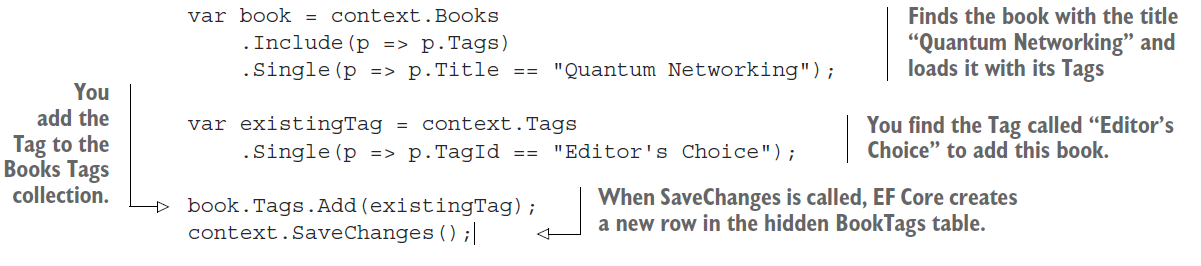 var book = context.Books
.Include(p => p.Tags)
.Single(p => p.Title == "Quantum Networking");
Finds the book with the title
“Quantum Networking” and
loads it with its Tags
You
add the
Tag to the
Books Tags
collection.
var existingTag = context.Tags
.Single(p => p.TagId == "Editor's Choice");
You find the Tag called “Editor’s
Choice” to add this book.
book.Tags.Add(existingTag);
context.SaveChanges();
When SaveChanges is called, EF Core creates
a new row in the hidden BookTags table.